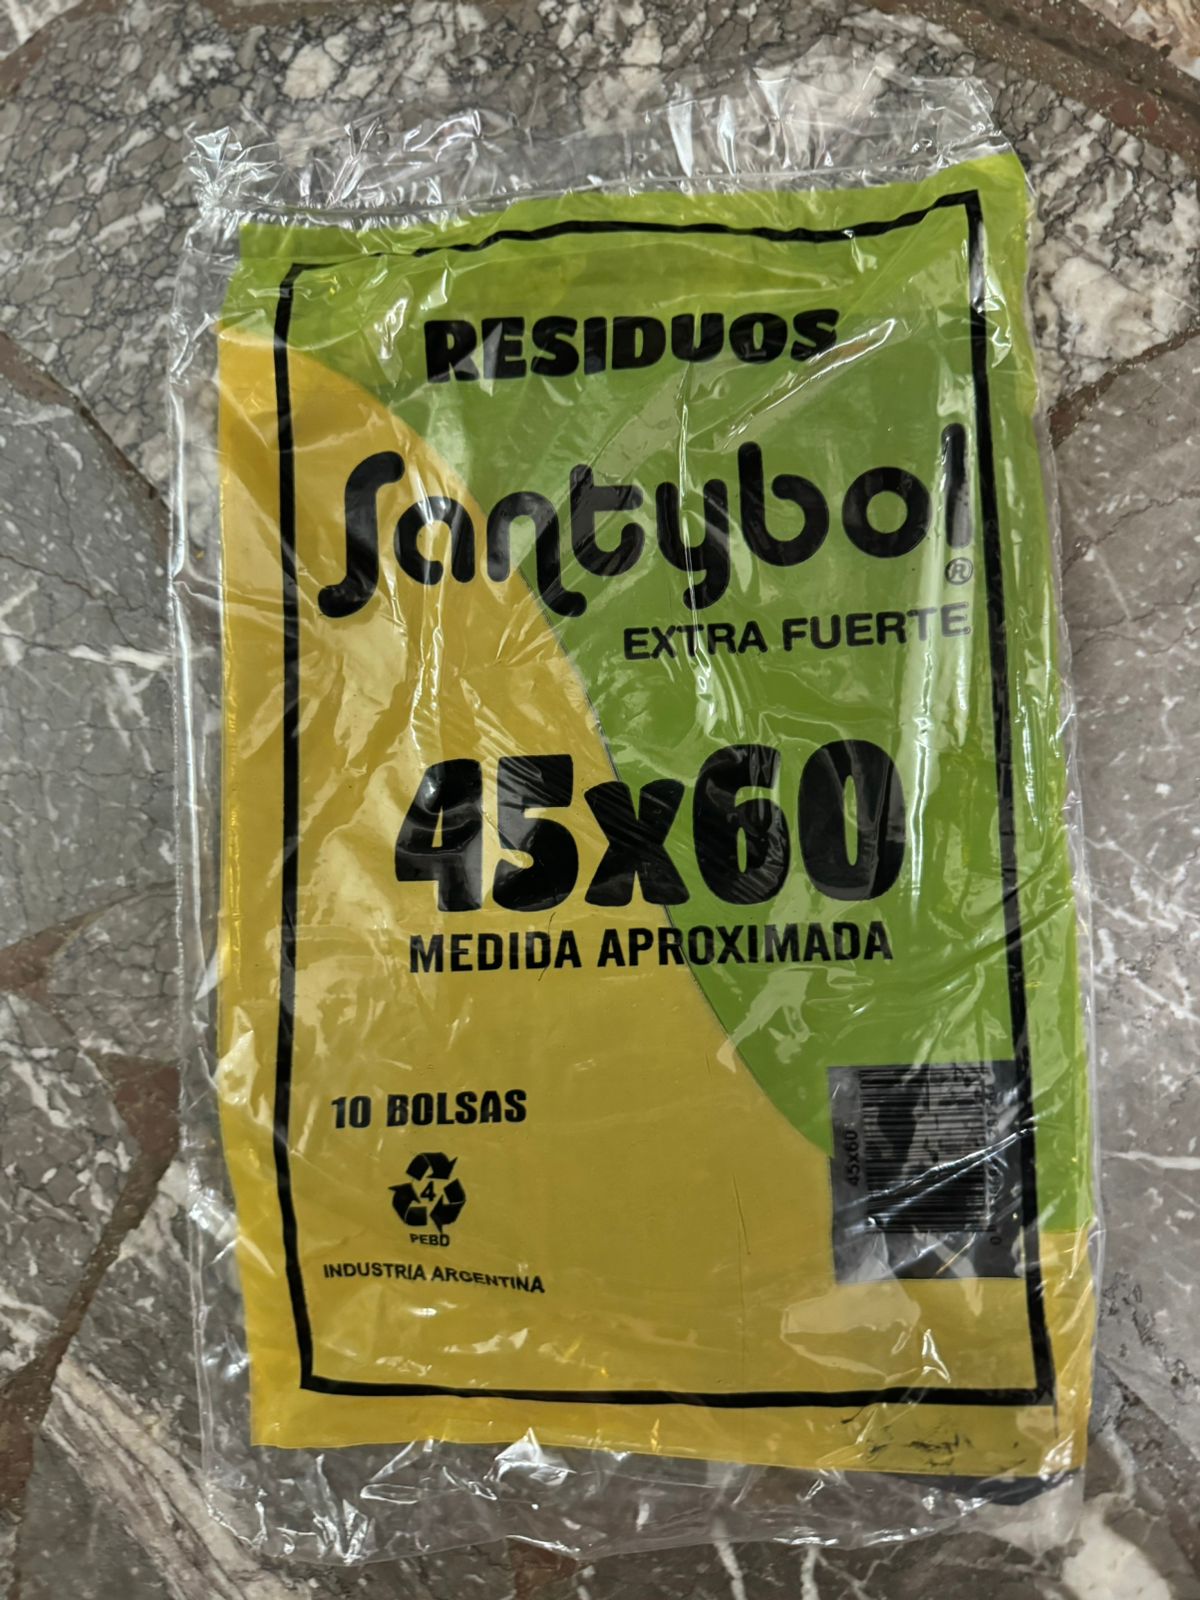 RESIDUOS
Santybol®
EXTRA FUERTE
45x60
MEDIDA APROXIMADA
10 BOLSAS
4
PEBD
INDUSTRIA ARGENTINA
45x60